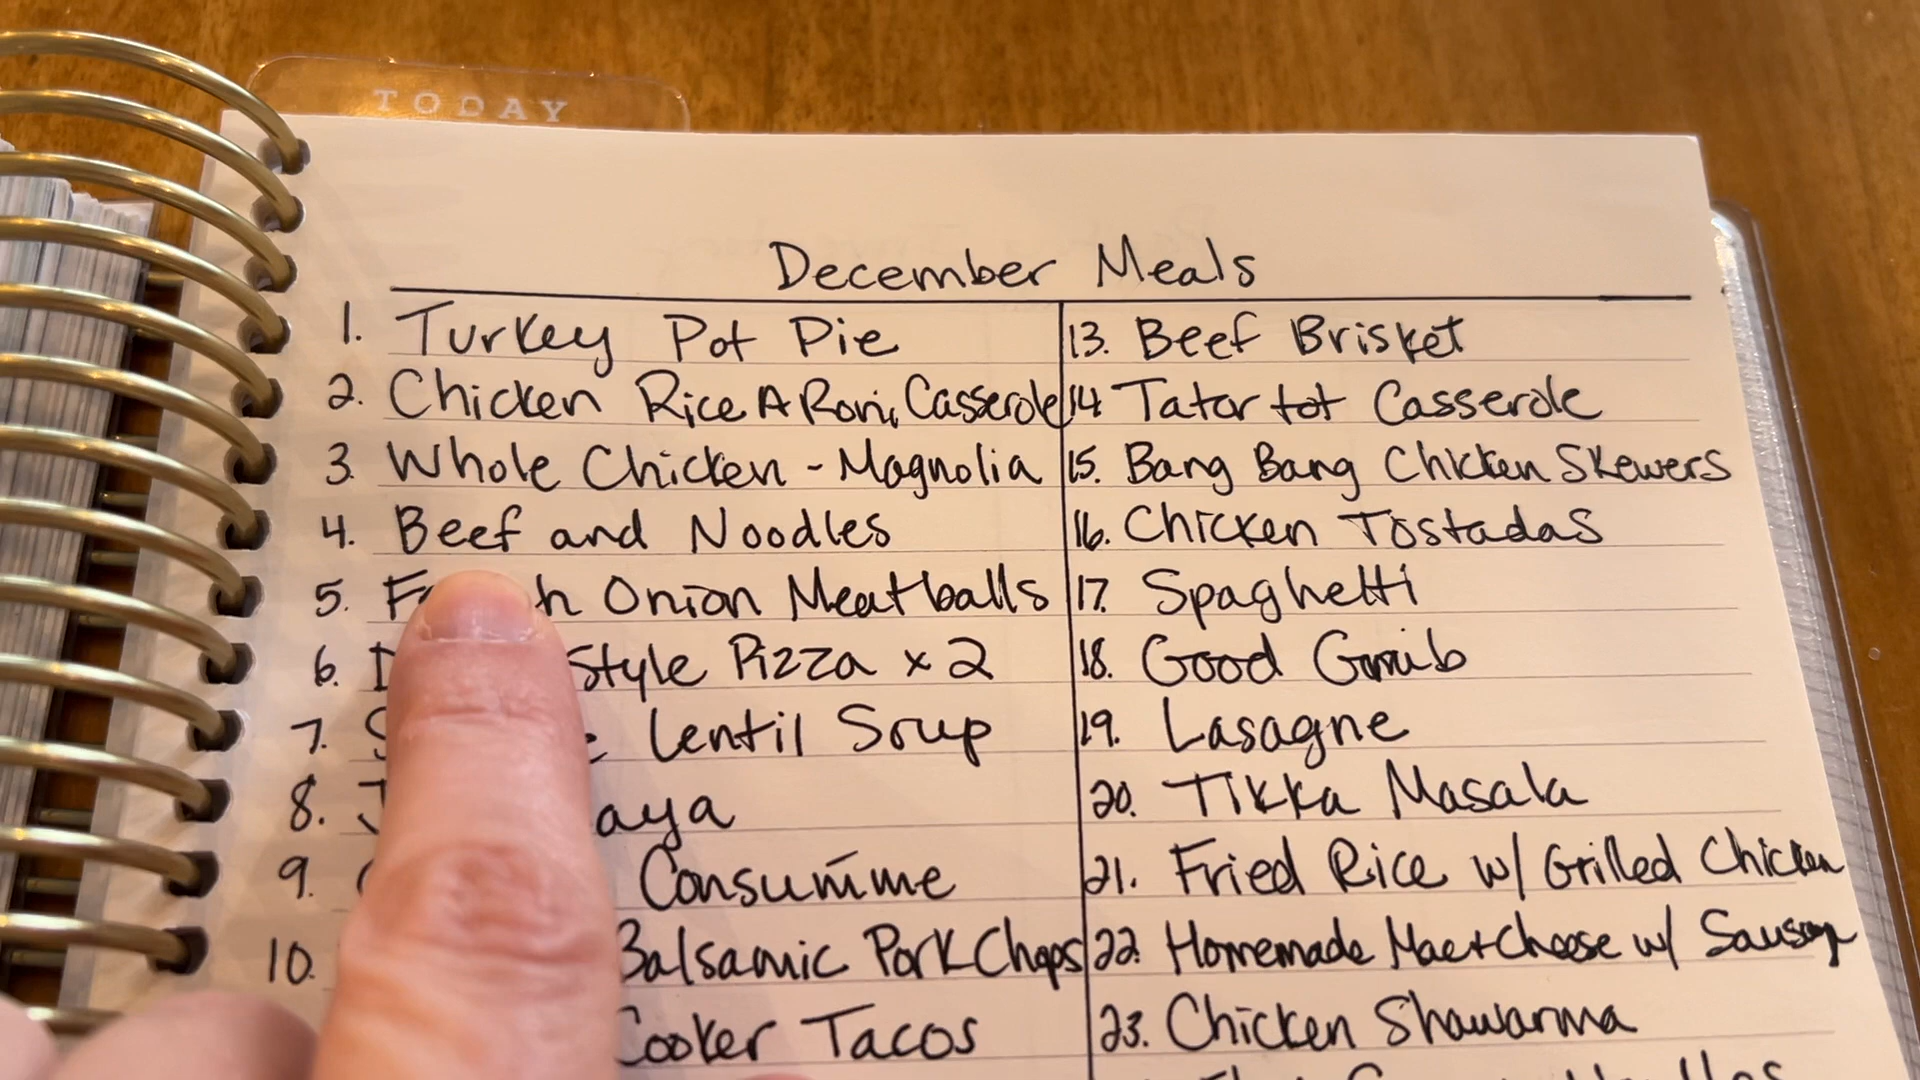 TODAY
December Meals
1. Turkey Pot Pie
2. Chicken Rice A Roni Casserole
3. Whole Chicken - Magnolia
4. Beef and Noodles
5. Onion Meatballs
6. Style Pizza x 2
7. Lentil Soup
8.
9. Consumme
10. Balsamic Pork Chops
Cooker Tacos
13. Beef Brisket
14 Tator tot Casserole
15. Bang Bang Chicken Skewers
16. Chicken Tostadas
17. Spaghetti
18. Good Grub
19. Lasagne
20. Tikka Masala
21. Fried Rice w/ Grilled Chicken
22. Homemade Mac+Cheese w/ Sausage
23. Chicken Shawarma